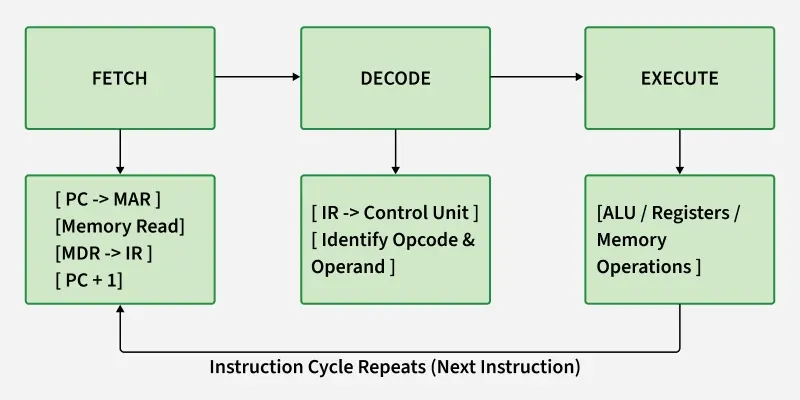 FETCH
DECODE
EXECUTE
[ PC -> MAR ]
[Memory Read]
[MDR -> IR ]
[ PC + 1]
[ IR -> Control Unit ]
[ Identify Opcode &
Operand ]
[ALU / Registers /
Memory
Operations ]
Instruction Cycle Repeats (Next Instruction)